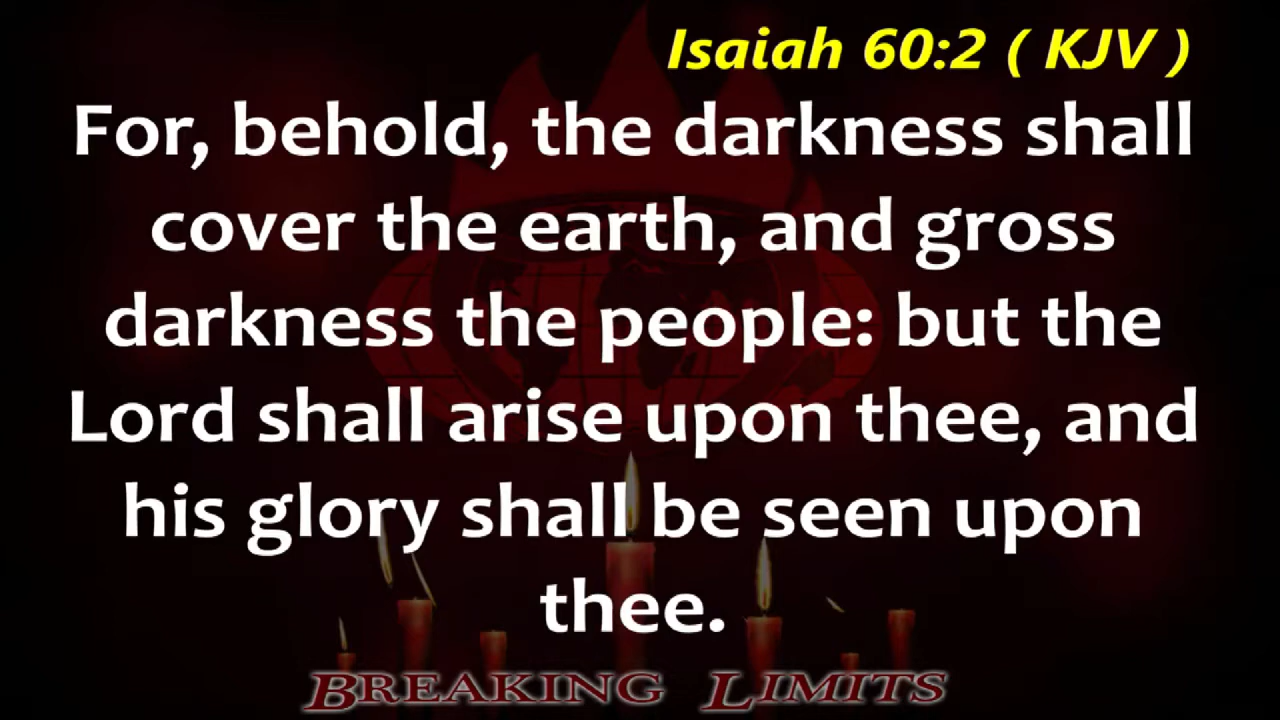 Isaiah 60:2 ( KJV )
For, behold, the darkness shall
cover the earth, and gross
darkness the people: but the
Lord shall arise upon thee, and
his glory shall be seen upon
thee.
BREAKING LIMITS